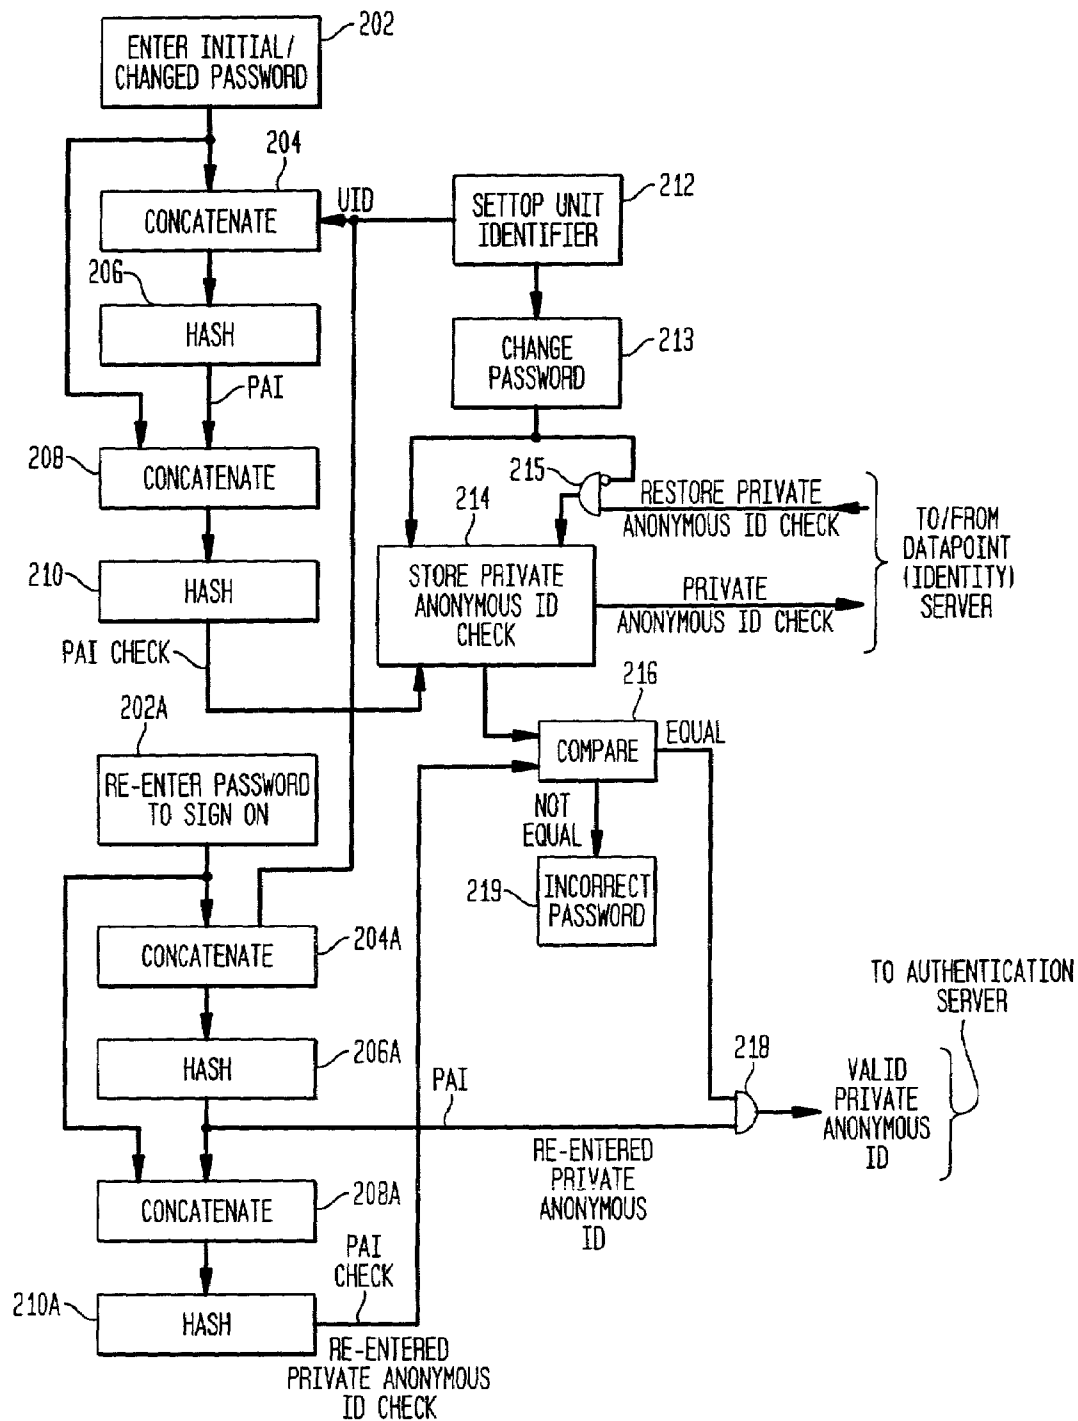 202
ENTER INITIAL/
CHANGED PASSWORD
204
CONCATENATE
UID
SETTOP UNIT
IDENTIFIER
212
206
HASH
PAI
CHANGE
PASSWORD
213
208
CONCATENATE
215
RESTORE PRIVATE
ANONYMOUS ID CHECK
214
STORE PRIVATE
ANONYMOUS ID
CHECK
PRIVATE
ANONYMOUS ID CHECK
TO/FROM
DATAPOINT
(IDENTITY)
SERVER
210
HASH
PAI CHECK
202A
RE-ENTER PASSWORD
TO SIGN ON
216
COMPARE
EQUAL
NOT
EQUAL
219
INCORRECT
PASSWORD
CONCATENATE
204A
TO AUTHENTICATION
SERVER
HASH
206A
PAI
218
VALID
PRIVATE
ANONYMOUS
ID
RE-ENTERED
PRIVATE
ANONYMOUS
ID
CONCATENATE
208A
PAI
CHECK
210A
HASH
RE-ENTERED
PRIVATE ANONYMOUS
ID CHECK